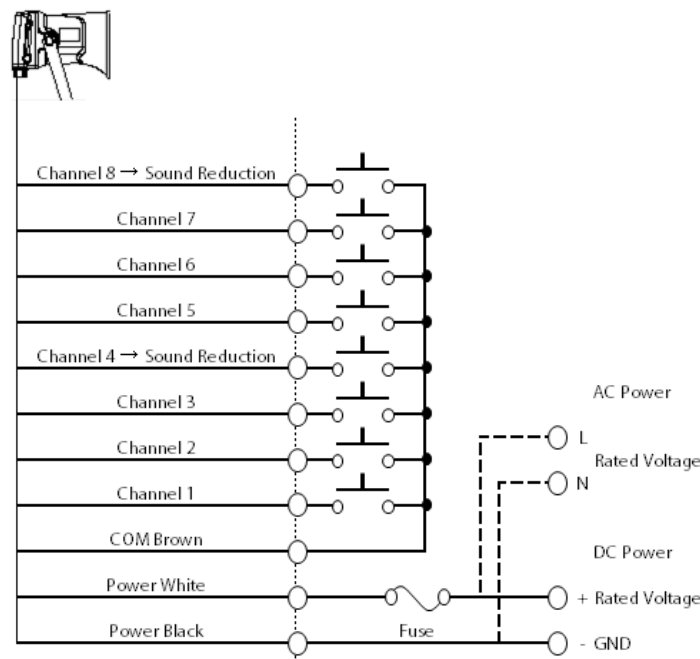 Channel 8 → Sound Reduction
Channel 7
Channel 6
Channel 5
Channel 4 → Sound Reduction
Channel 3
AC Power
L
Channel 2
Rated Voltage
N
Channel 1
COM Brown
DC Power
Power White
+ Rated Voltage
Power Black
Fuse
- GND